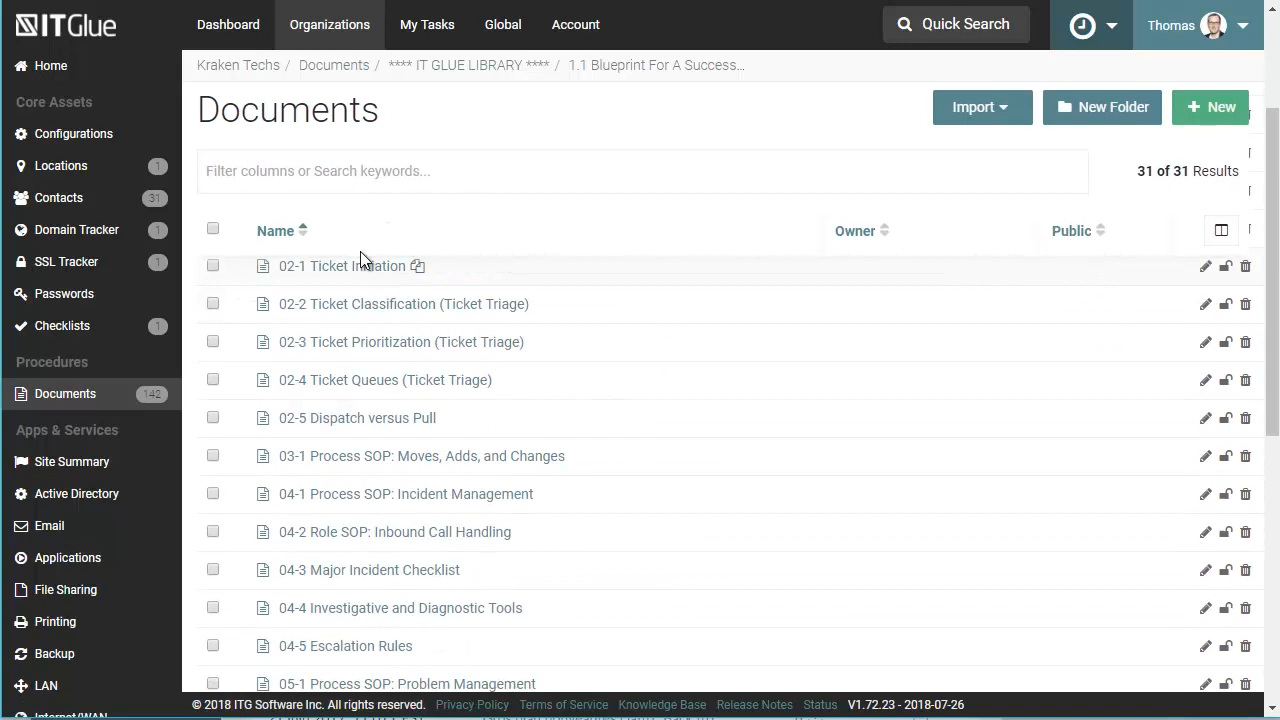 ITGlue
Dashboard
Organizations
My Tasks
Global
Account
Quick Search
Thomas
Home
Core Assets
Configurations
Locations 1
Contacts 31
Domain Tracker 1
SSL Tracker 1
Passwords
Checklists 1
Procedures
Documents 142
Apps & Services
Site Summary
Active Directory
Email
Applications
File Sharing
Printing
Backup
LAN
Kraken Techs / Documents / **** IT GLUE LIBRARY **** / 1.1 Blueprint For A Success...
Documents
Import
New Folder
+ New
Filter columns or Search keywords...
31 of 31 Results
Name
Owner
Public
02-1 Ticket Initiation
02-2 Ticket Classification (Ticket Triage)
02-3 Ticket Prioritization (Ticket Triage)
02-4 Ticket Queues (Ticket Triage)
02-5 Dispatch versus Pull
03-1 Process SOP: Moves, Adds, and Changes
04-1 Process SOP: Incident Management
04-2 Role SOP: Inbound Call Handling
04-3 Major Incident Checklist
04-4 Investigative and Diagnostic Tools
04-5 Escalation Rules
05-1 Process SOP: Problem Management
© 2018 ITG Software Inc. All rights reserved. Privacy Policy Terms of Service Knowledge Base Release Notes Status V1.72.23 - 2018-07-26